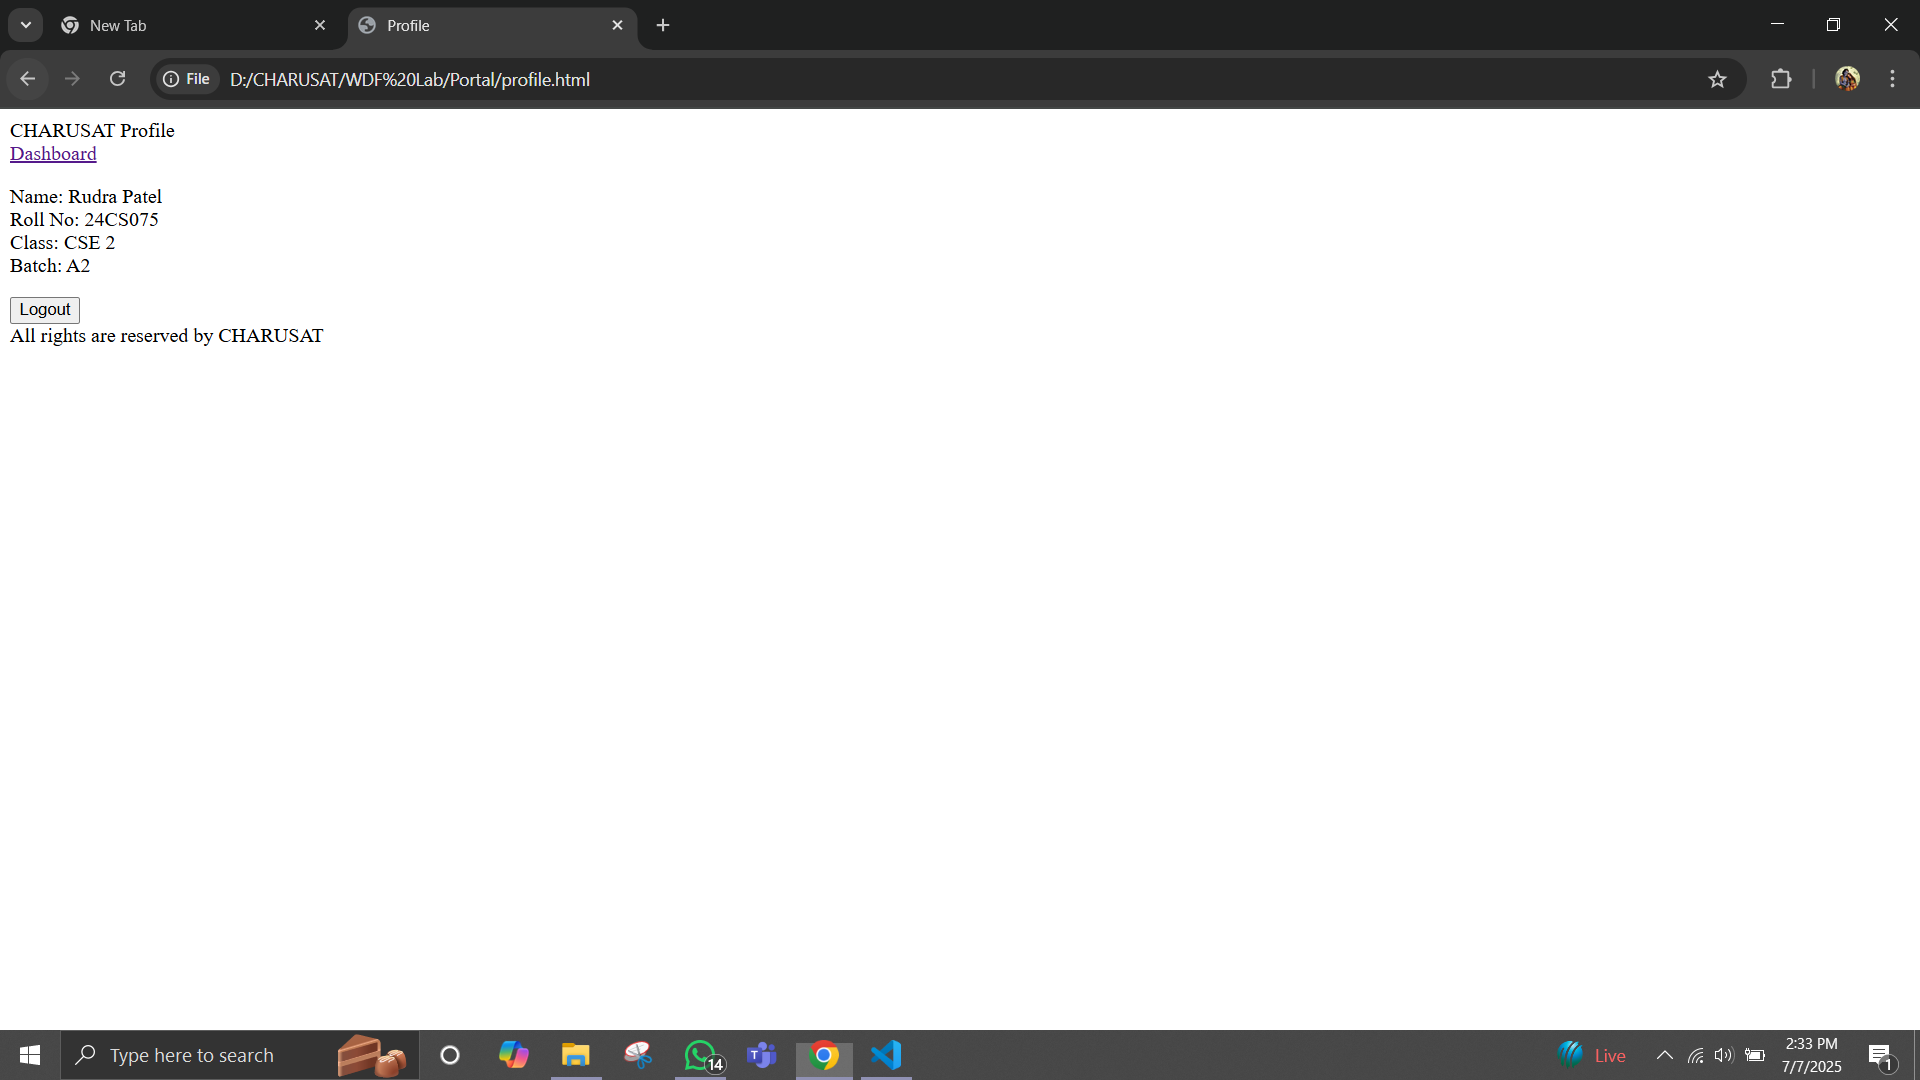 New Tab
Profile
File
D:/CHARUSAT/WDF%20Lab/Portal/profile.html
CHARUSAT Profile
Dashboard
Name: Rudra Patel
Roll No: 24CS075
Class: CSE 2
Batch: A2
Logout
All rights are reserved by CHARUSAT
Type here to search
14
T
Live
2:33 PM
7/7/2025
1